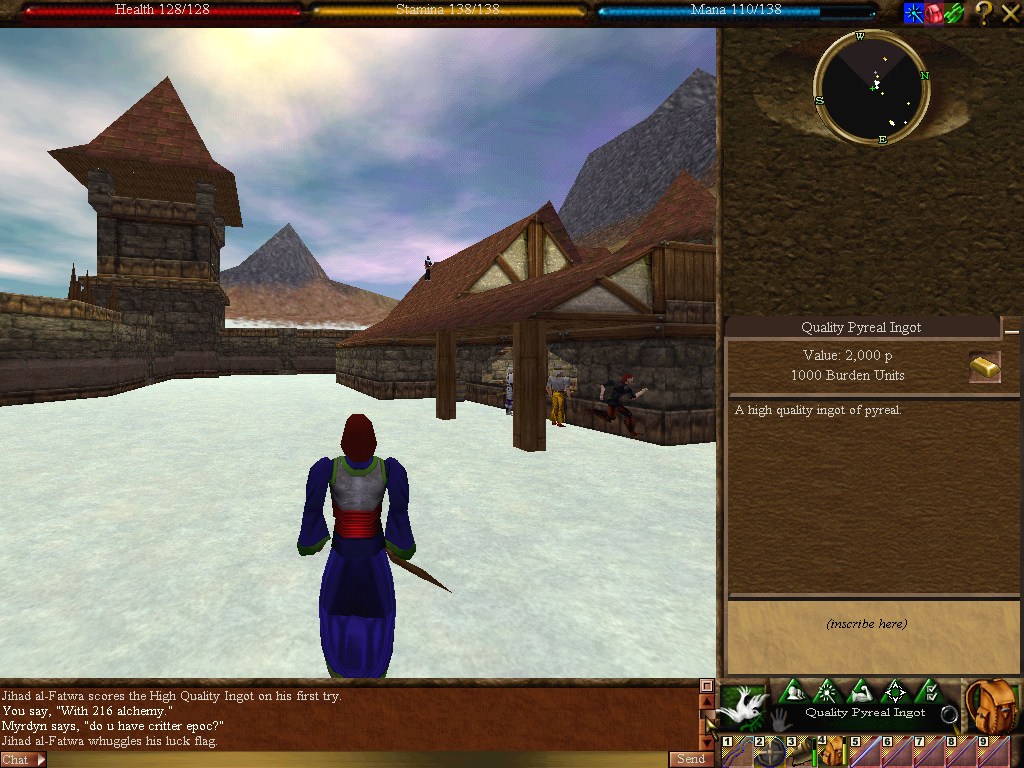 Health 128/128
Stamina 138/138
Mana 110/138
W
N
S
E
Quality Pyreal Ingot
Value: 2,000 p
1000 Burden Units
A high quality ingot of pyreal.
(inscribe here)
Jihad al-Fatwa scores the High Quality Ingot on his first try.
You say, "With 216 alchemy."
Myrdyn says, "do u have critter epoc?"
Jihad al-Fatwa whuggles his luck flag.
Chat
Send
Quality Pyreal Ingot
1 2 3 4 5 6 7 8 9